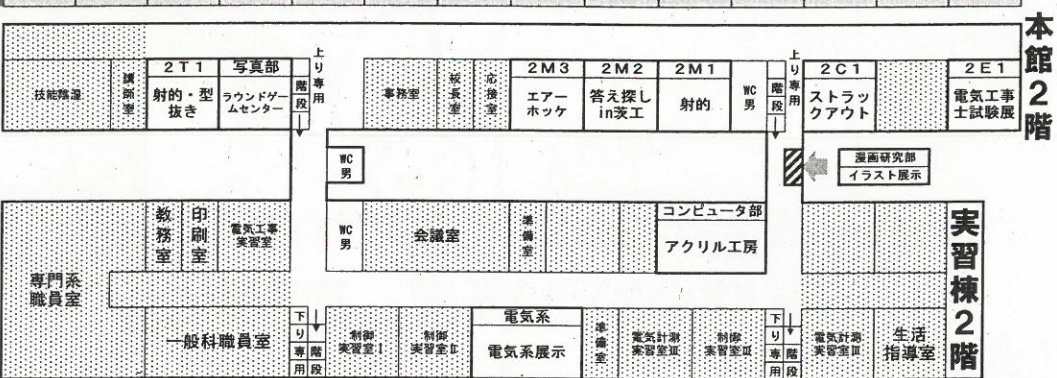 本館2階
技能陰湿
講師室
2T1
射的・型
抜き
写真部
ラウンドゲー
ムセンター
階段
上り専用
事務室
校長室
応接室
2M3
エアー
ホッケ
2M2
答え探し
in茨工
2M1
射的
WC
男
階段
上り専用
2C1
ストラッ
クアウト
2E1
電気工事
士試験展
WC
男
漫画研究部
イラスト展示
実習棟2階
専門系
職員室
教務室
印刷室
電気工事
実習室
WC
男
会議室
準備室
コンピュータ部
アクリル工房
一般科職員室
下り専用
階段
制御
実習室Ⅰ
制御
実習室Ⅱ
電気系
電気系展示
準備室
電気計測
実習室Ⅲ
制御
実習室Ⅲ
下り専用
階段
電気計測
実習室Ⅲ
生活
指導室